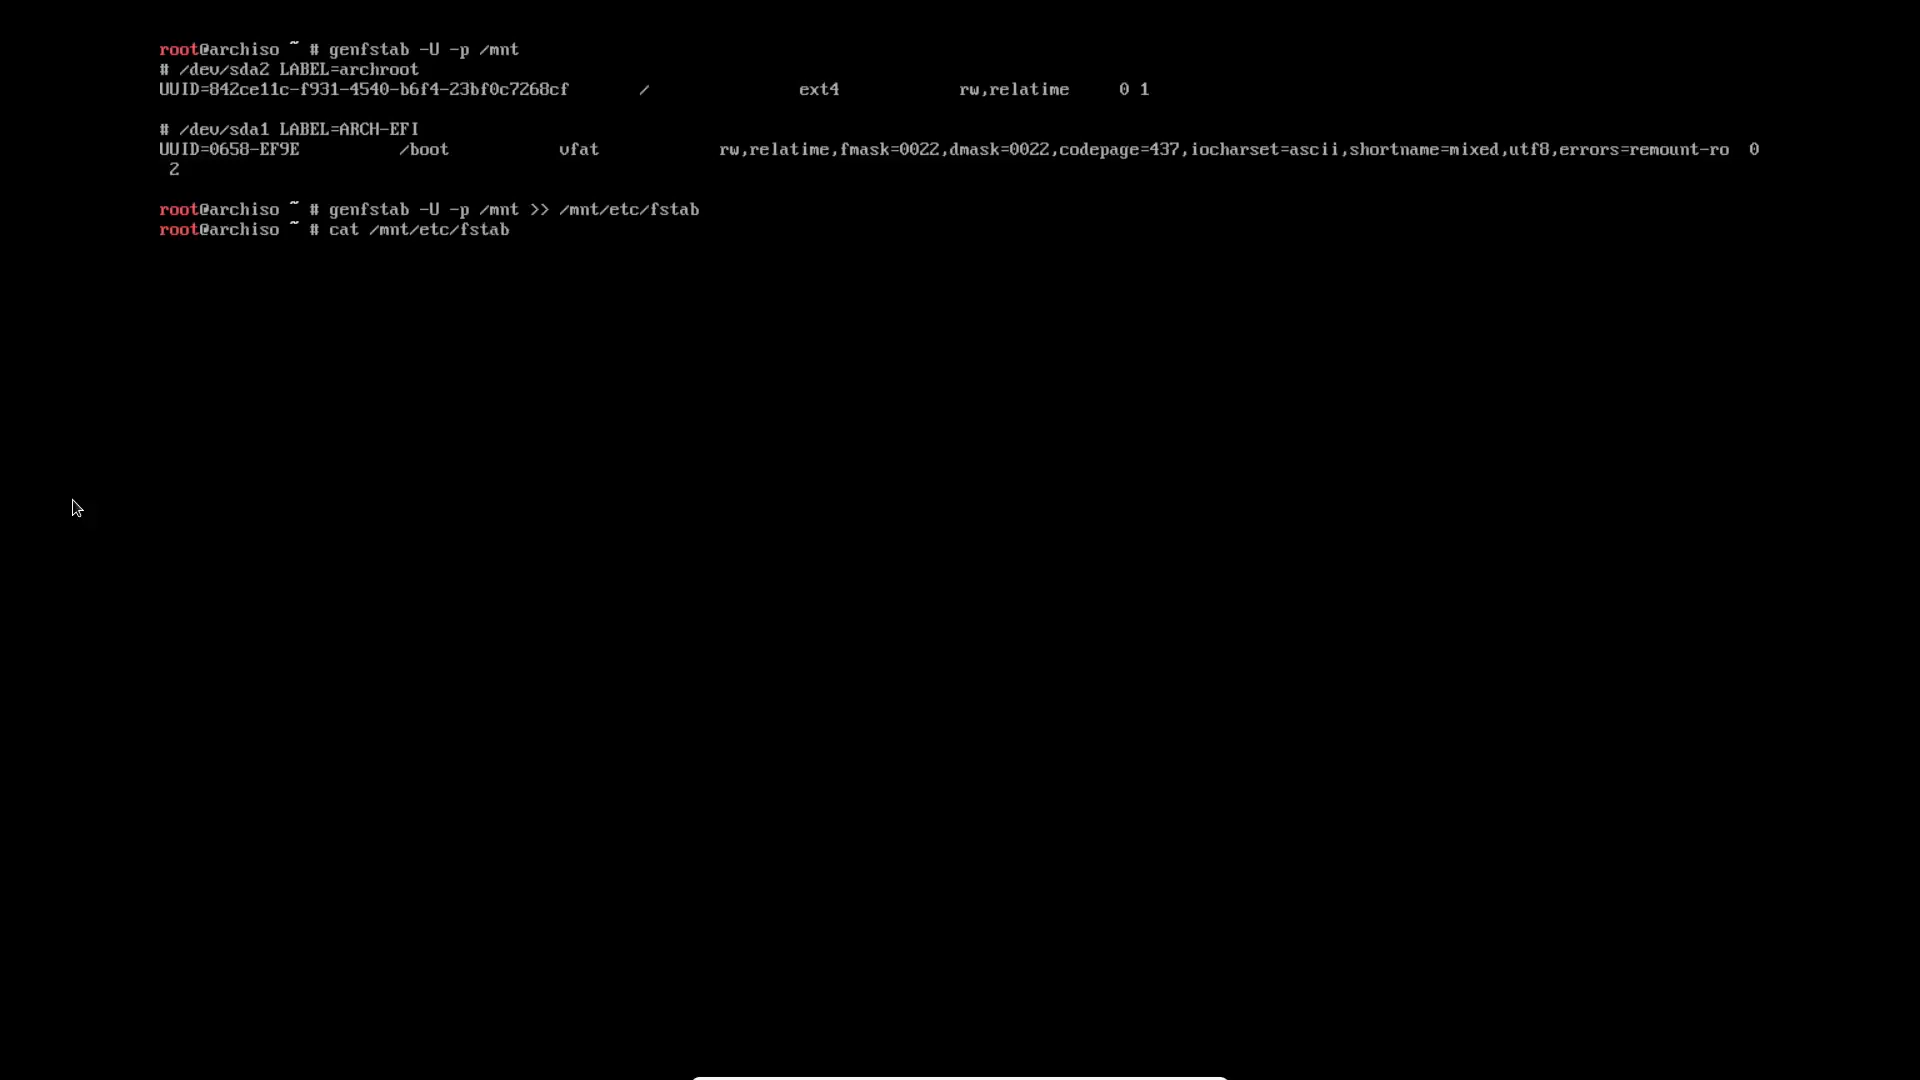 root@archiso ~ # genfstab -U -p /mnt
# /dev/sda2 LABEL=archroot
UUID=842ce11c-f931-4540-b6f4-23bf0c7268cf / ext4 rw,relatime 0 1
# /dev/sda1 LABEL=ARCH-EFI
UUID=0658-EF9E /boot vfat rw,relatime,fmask=0022,dmask=0022,codepage=437,iocharset=ascii,shortname=mixed,utf8,errors=remount-ro 0
2
root@archiso ~ # genfstab -U -p /mnt >> /mnt/etc/fstab
root@archiso ~ # cat /mnt/etc/fstab